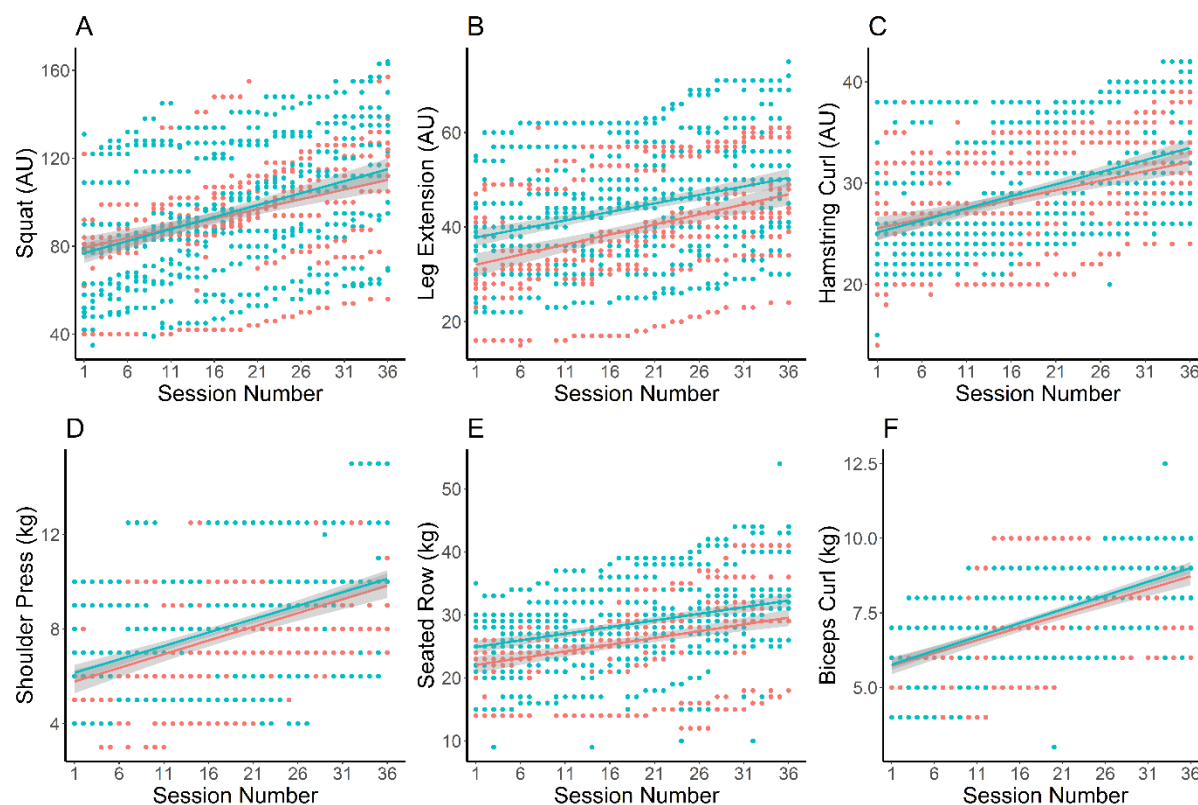 A
Squat (AU)
160
120
80
40
1 6 11 16 21 26 31 36
Session Number
B
Leg Extension (AU)
60
40
20
1 6 11 16 21 26 31 36
Session Number
C
Hamstring Curl (AU)
40
30
20
1 6 11 16 21 26 31 36
Session Number
D
Shoulder Press (kg)
12
8
4
1 6 11 16 21 26 31 36
Session Number
E
Seated Row (kg)
50
40
30
20
10
1 6 11 16 21 26 31 36
Session Number
F
Biceps Curl (kg)
12.5
10.0
7.5
5.0
1 6 11 16 21 26 31 36
Session Number